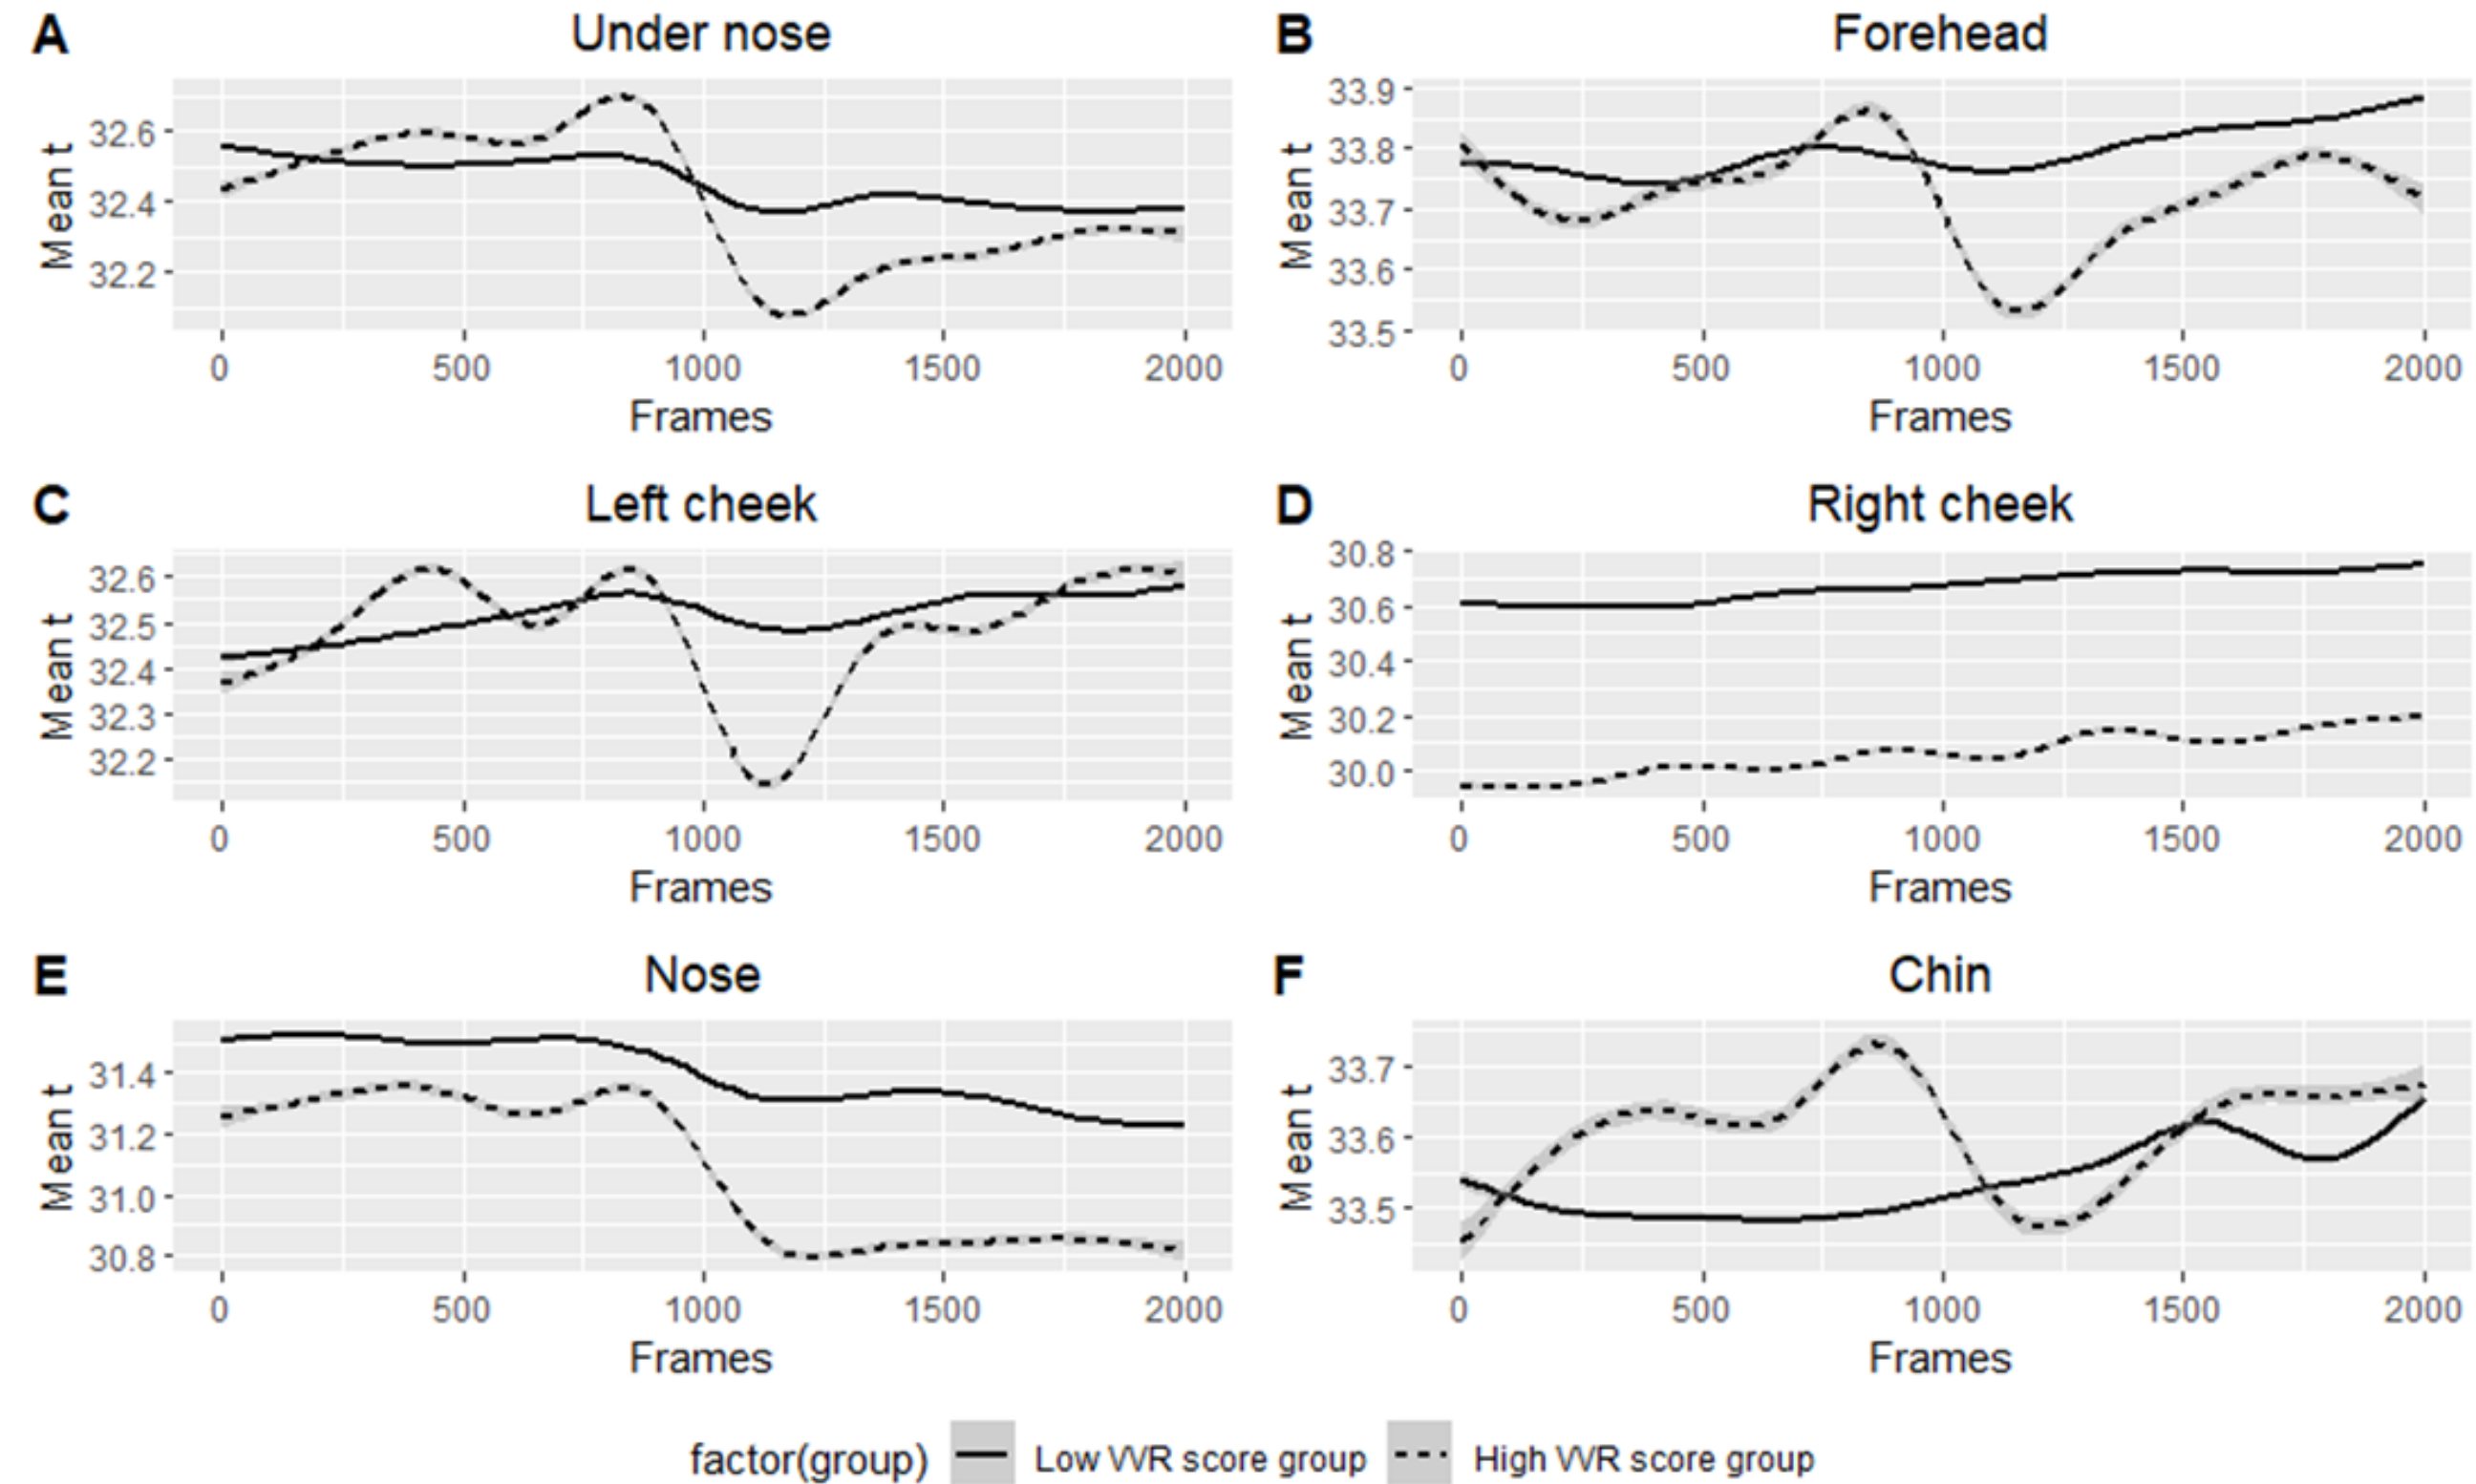 A Under nose
Mean t
32.6
32.4
32.2
0 500 1000 1500 2000
Frames
B Forehead
Mean t
33.9
33.8
33.7
33.6
33.5
0 500 1000 1500 2000
Frames
C Left cheek
Mean t
32.6
32.5
32.4
32.3
32.2
0 500 1000 1500 2000
Frames
D Right cheek
Mean t
30.8
30.6
30.4
30.2
30.0
0 500 1000 1500 2000
Frames
E Nose
Mean t
31.4
31.2
31.0
30.8
0 500 1000 1500 2000
Frames
F Chin
Mean t
33.7
33.6
33.5
0 500 1000 1500 2000
Frames
factor(group) Low VVR score group High VVR score group